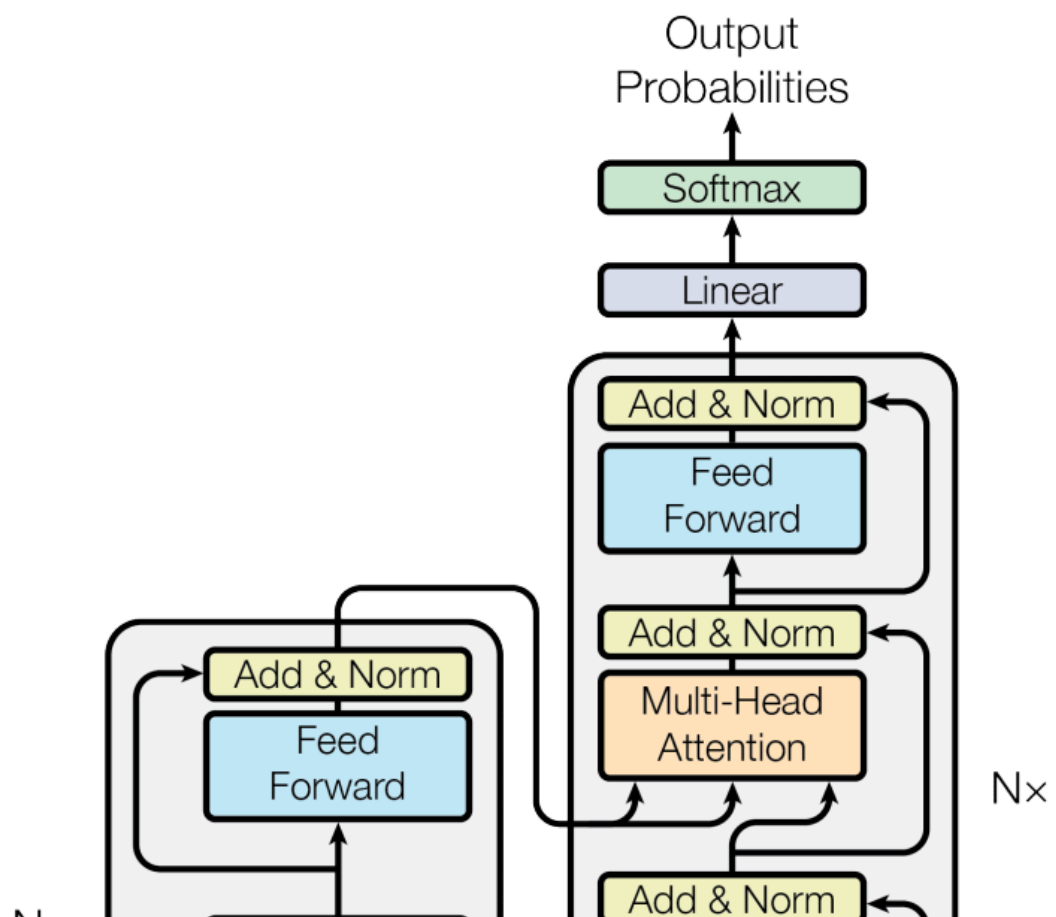 Output
Probabilities
Softmax
Linear
Add & Norm
Feed
Forward
Add & Norm
Multi-Head
Attention
Add & Norm
Feed
Forward
Nx
Add & Norm